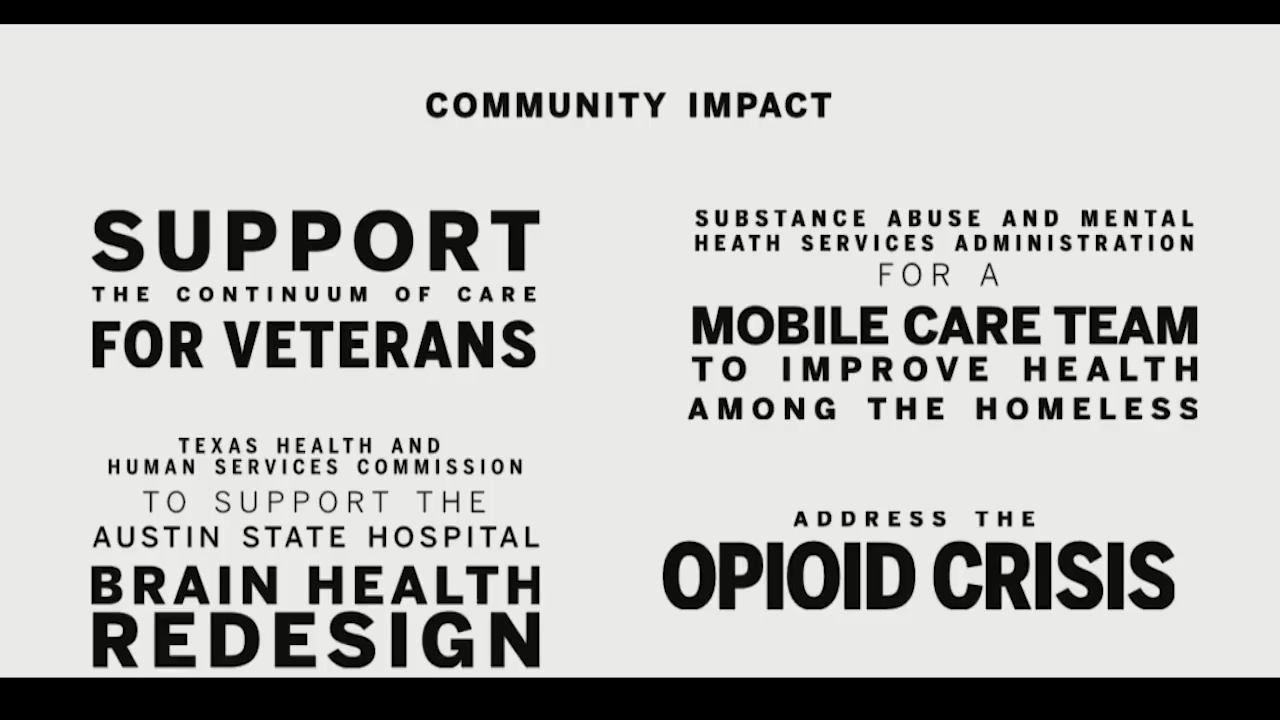 COMMUNITY IMPACT
SUPPORT
THE CONTINUUM OF CARE
FOR VETERANS
SUBSTANCE ABUSE AND MENTAL
HEATH SERVICES ADMINISTRATION
FOR A
MOBILE CARE TEAM
TO IMPROVE HEALTH
AMONG THE HOMELESS
TEXAS HEALTH AND
HUMAN SERVICES COMMISSION
TO SUPPORT THE
AUSTIN STATE HOSPITAL
BRAIN HEALTH
REDESIGN
ADDRESS THE
OPIOID CRISIS